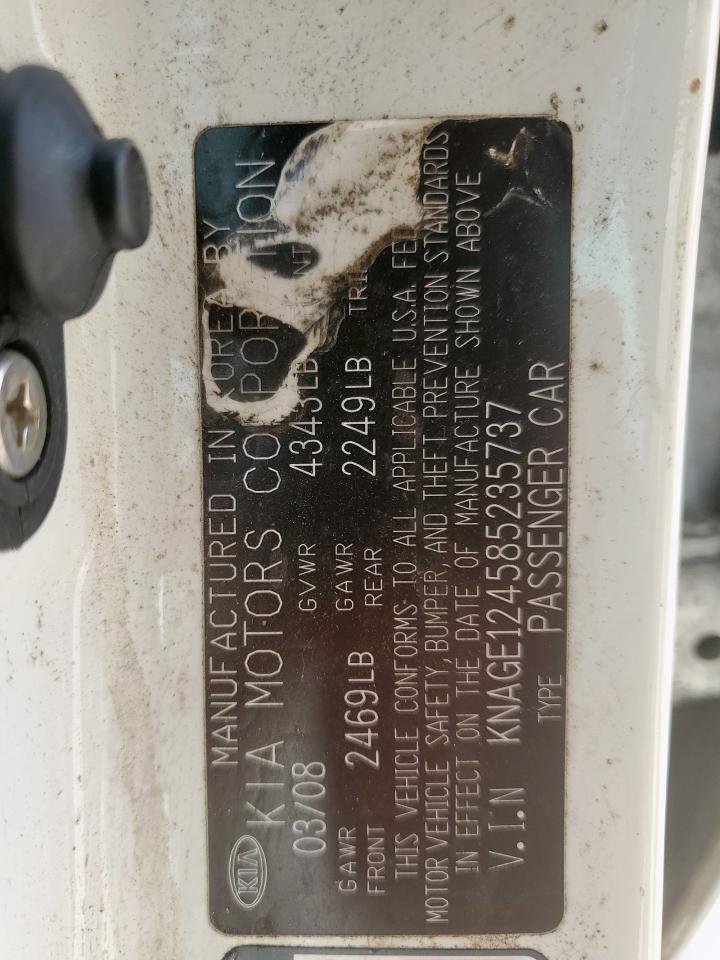 MANUFACTURED IN KOREA BY
KIA KIA MOTORS CORPORATION
03/08 GVWR 4343LB
GAWR FRONT 2469LB GAWR REAR 2249LB
THIS VEHICLE CONFORMS TO ALL APPLICABLE U.S.A. FE
MOTOR VEHICLE SAFETY, BUMPER, AND THEFT PREVENTION STANDARDS
IN EFFECT ON THE DATE OF MANUFACTURE SHOWN ABOVE
V.I.N KNAGE124585235737
TYPE PASSENGER CAR